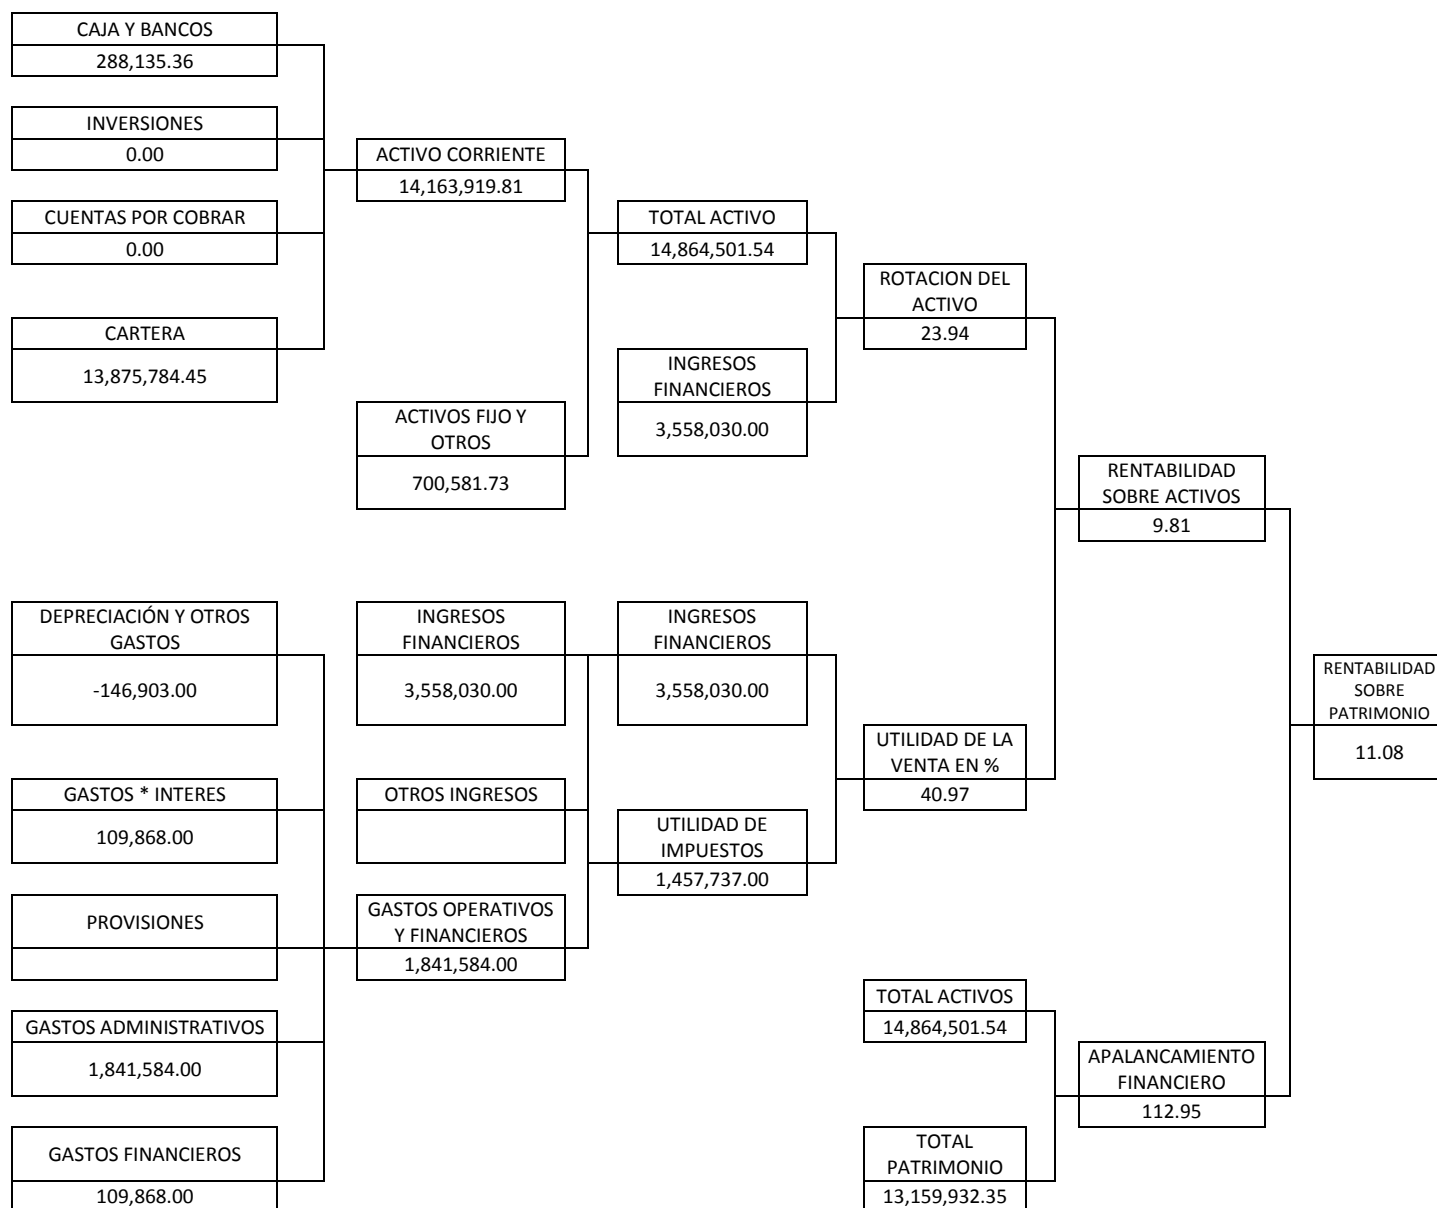 CAJA Y BANCOS
288,135.36
INVERSIONES
0.00
CUENTAS POR COBRAR
0.00
CARTERA
13,875,784.45
ACTIVO CORRIENTE
14,163,919.81
ACTIVOS FIJO Y
OTROS
700,581.73
TOTAL ACTIVO
14,864,501.54
INGRESOS
FINANCIEROS
3,558,030.00
ROTACION DEL
ACTIVO
23.94
RENTABILIDAD
SOBRE ACTIVOS
9.81
DEPRECIACIÓN Y OTROS
GASTOS
-146,903.00
GASTOS * INTERES
109,868.00
PROVISIONES
GASTOS ADMINISTRATIVOS
1,841,584.00
GASTOS FINANCIEROS
109,868.00
INGRESOS
FINANCIEROS
3,558,030.00
OTROS INGRESOS
GASTOS OPERATIVOS
Y FINANCIEROS
1,841,584.00
INGRESOS
FINANCIEROS
3,558,030.00
UTILIDAD DE
IMPUESTOS
1,457,737.00
UTILIDAD DE LA
VENTA EN %
40.97
TOTAL ACTIVOS
14,864,501.54
TOTAL
PATRIMONIO
13,159,932.35
APALANCAMIENTO
FINANCIERO
112.95
RENTABILIDAD
SOBRE
PATRIMONIO
11.08